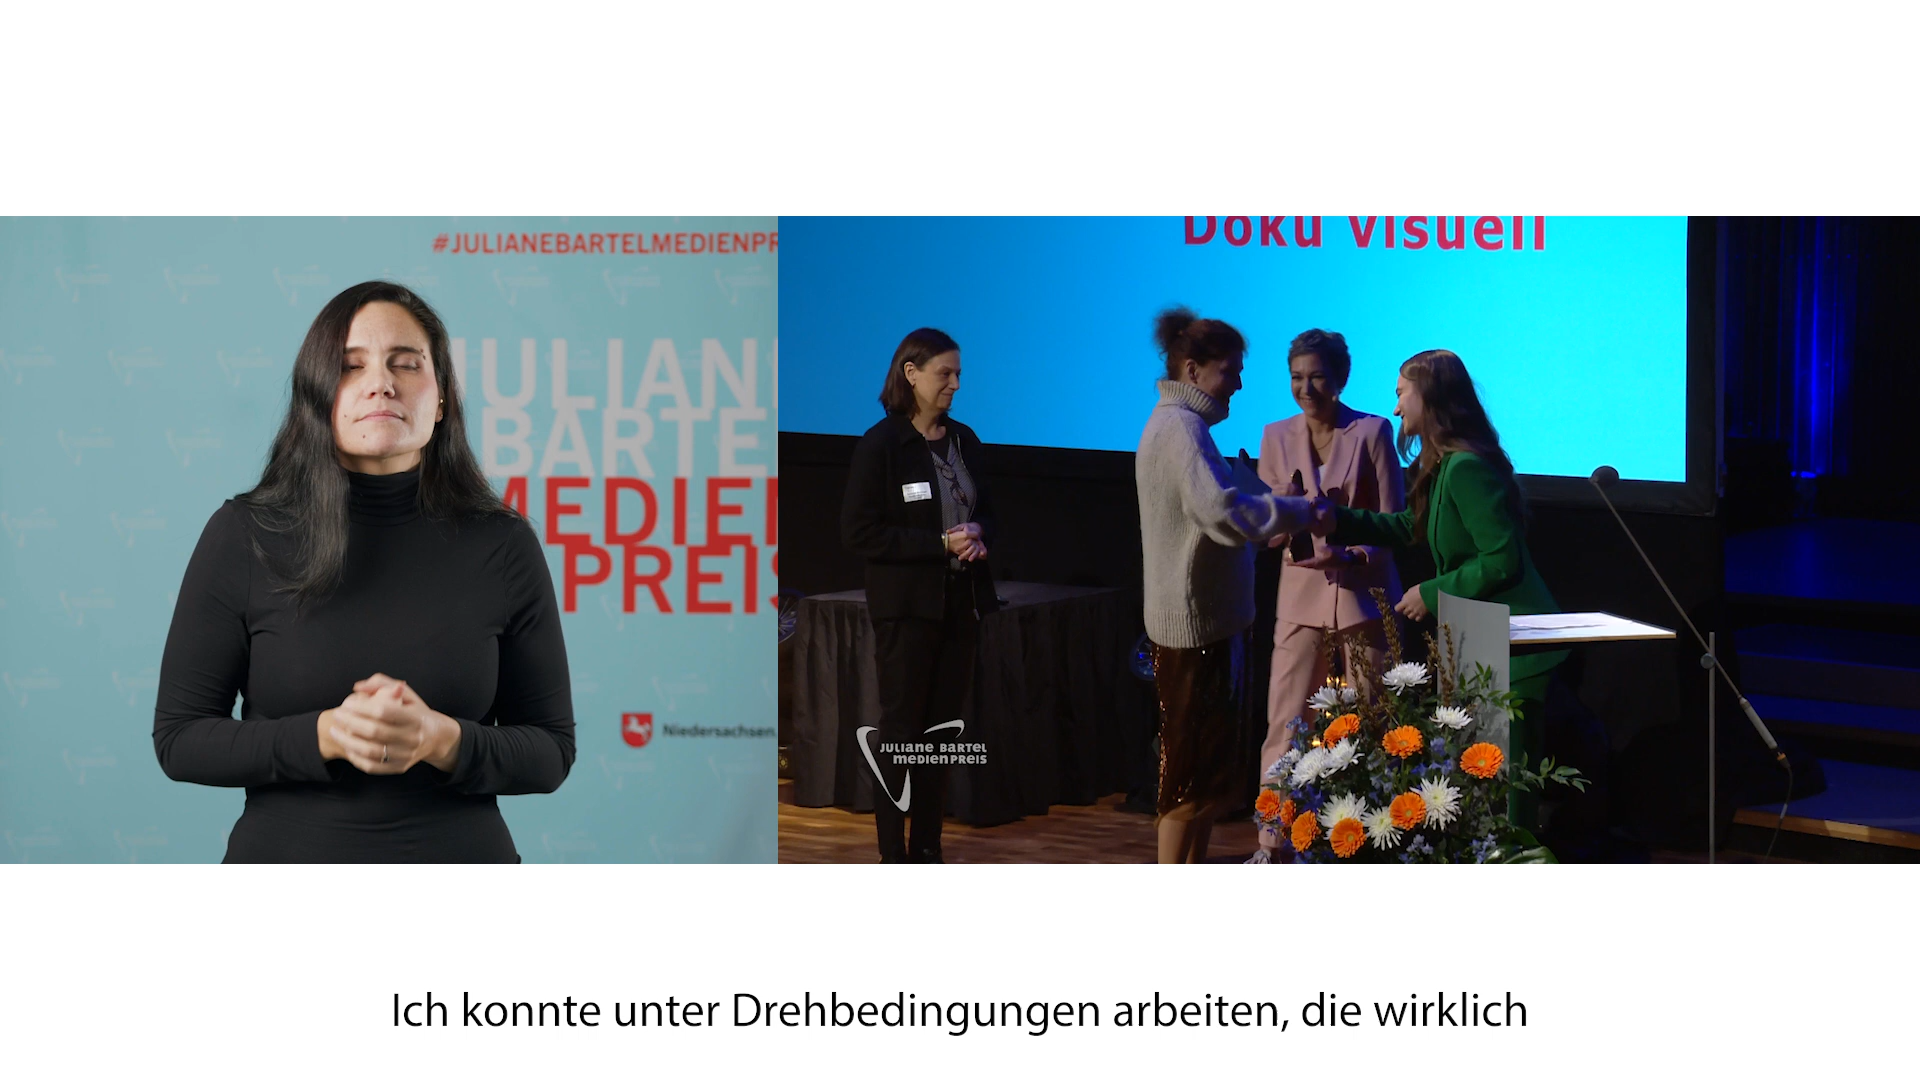 #JULIANEBARTELMEDIENPR
JULIAN
BARTE
MEDIEN
PREIS
Niedersachsen.
Doku visuell
JULIANE BARTEL
MEDIENPREIS
Ich konnte unter Drehbedingungen arbeiten, die wirklich